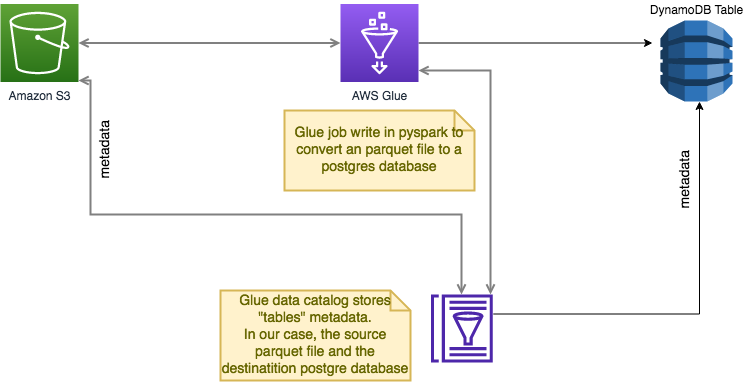 DynamoDB Table
Amazon S3
AWS Glue
metadata
Glue job write in pyspark to
convert an parquet file to a
postgres database
metadata
Glue data catalog stores
"tables" metadata.
In our case, the source
parquet file and the
destinatition postgre database